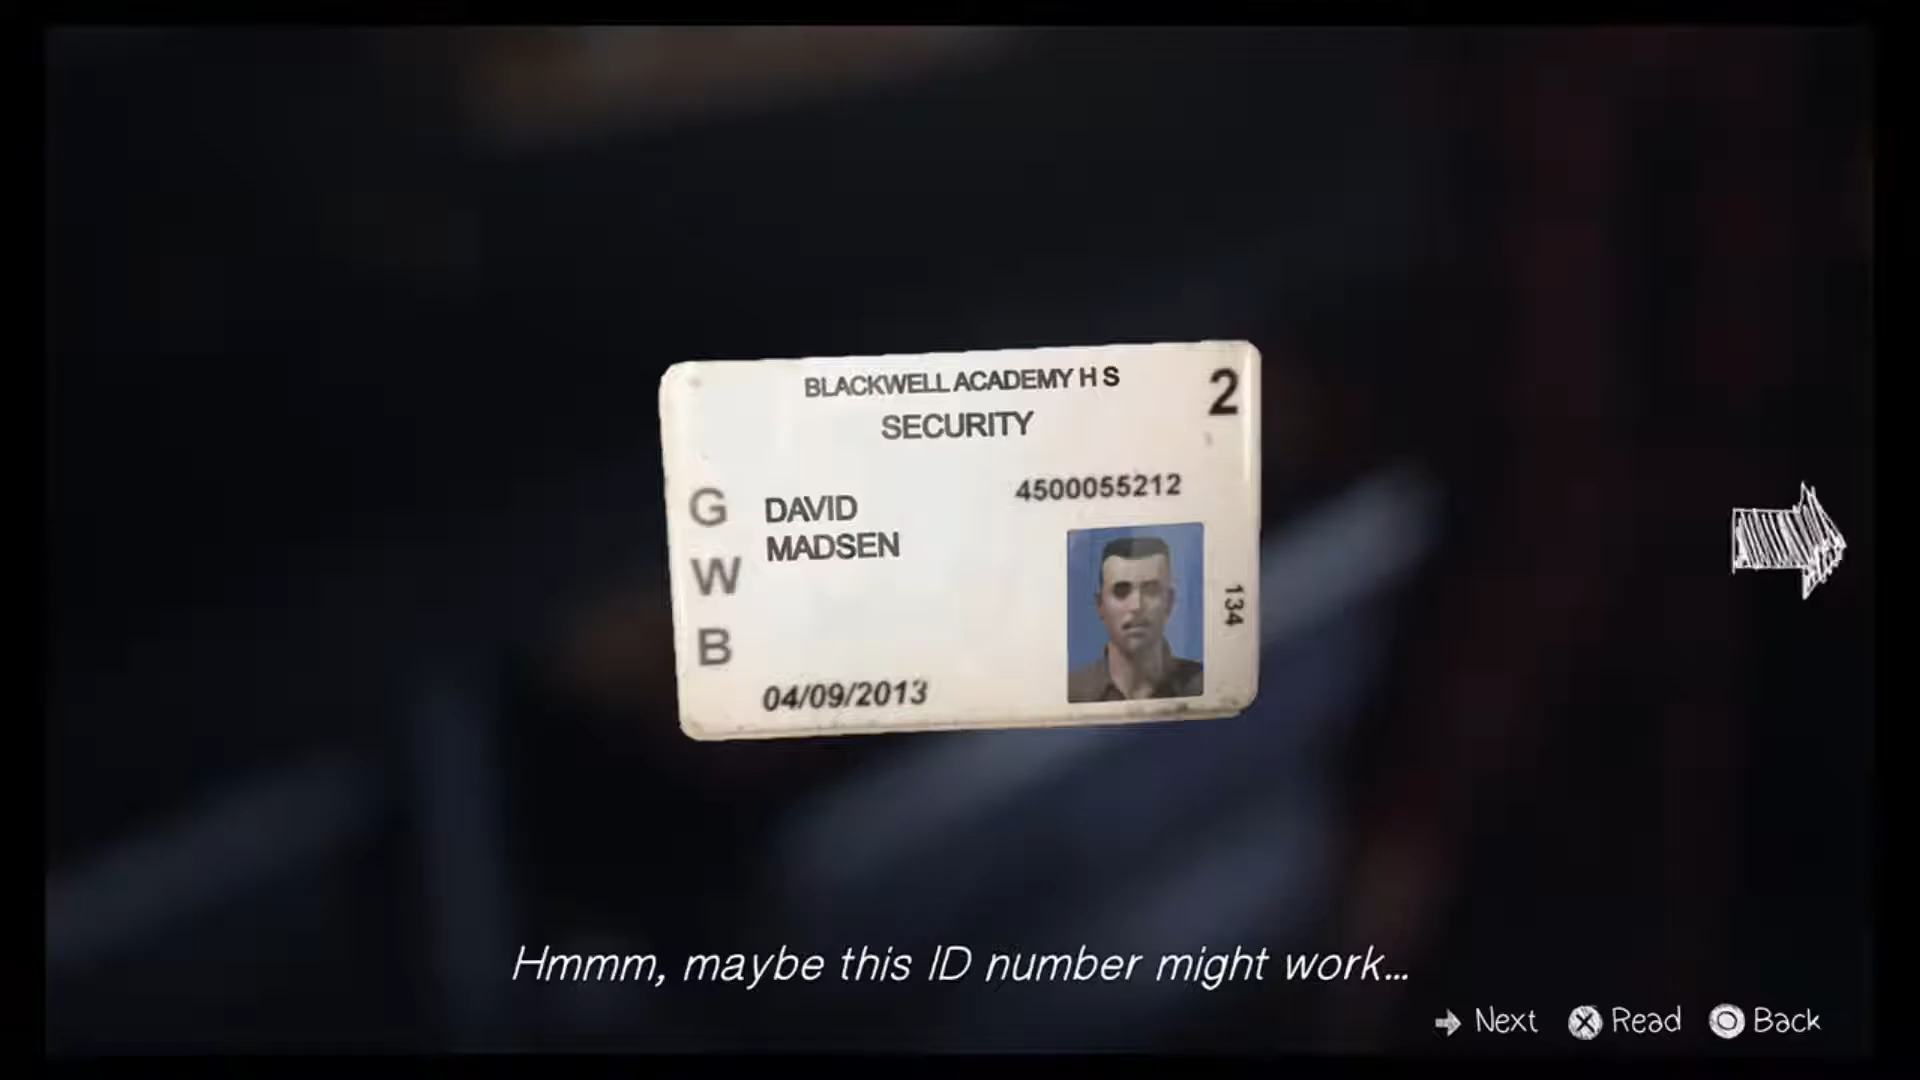 BLACKWELL ACADEMY H S
2
SECURITY
4500055212
G
DAVID
MADSEN
W
134
B
04/09/2013
Hmmm, maybe this ID number might work...
Next
Read
Back